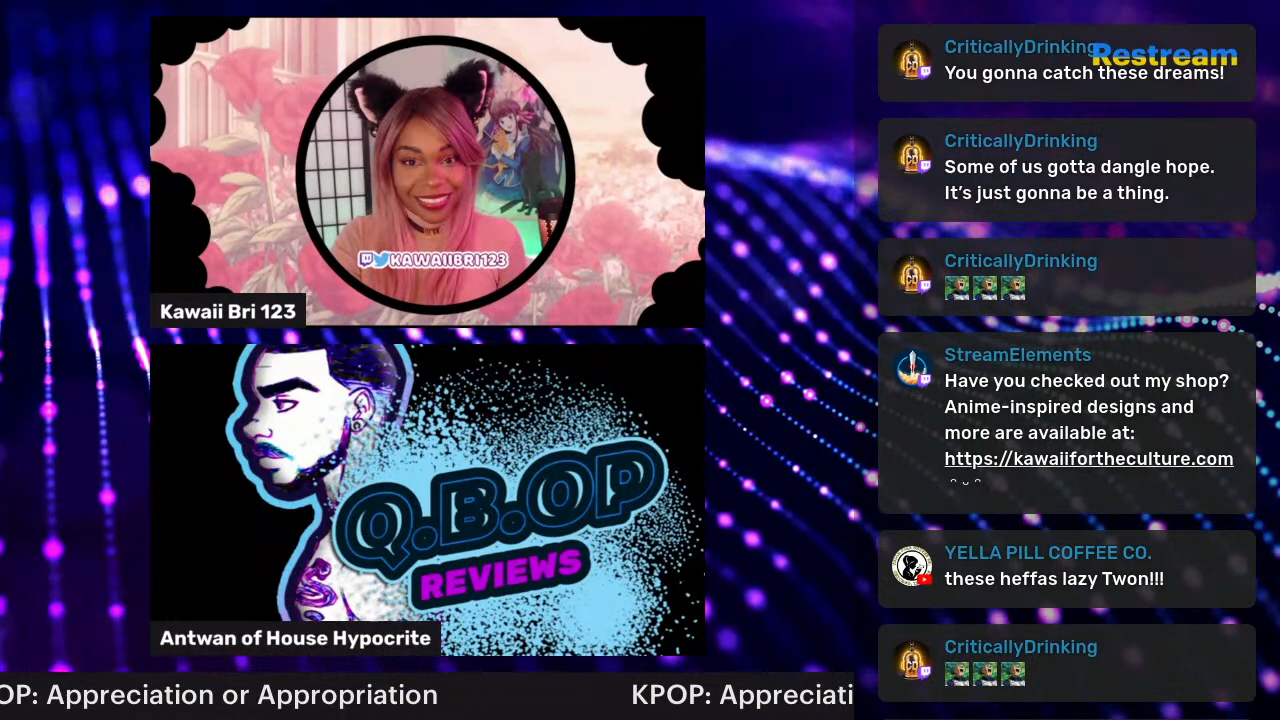 KAWAIIBRI123
Kawaii Bri 123
Q.B.OP
REVIEWS
Antwan of House Hypocrite
OP: Appreciation or Appropriation
KPOP: Appreciati
Restream
CriticallyDrinking
You gonna catch these dreams!
CriticallyDrinking
Some of us gotta dangle hope.
It’s just gonna be a thing.
CriticallyDrinking
StreamElements
Have you checked out my shop?
Anime-inspired designs and
more are available at:
https://kawaiifortheculture.com
YELLA PILL COFFEE CO.
these heffas lazy Twon!!!
CriticallyDrinking